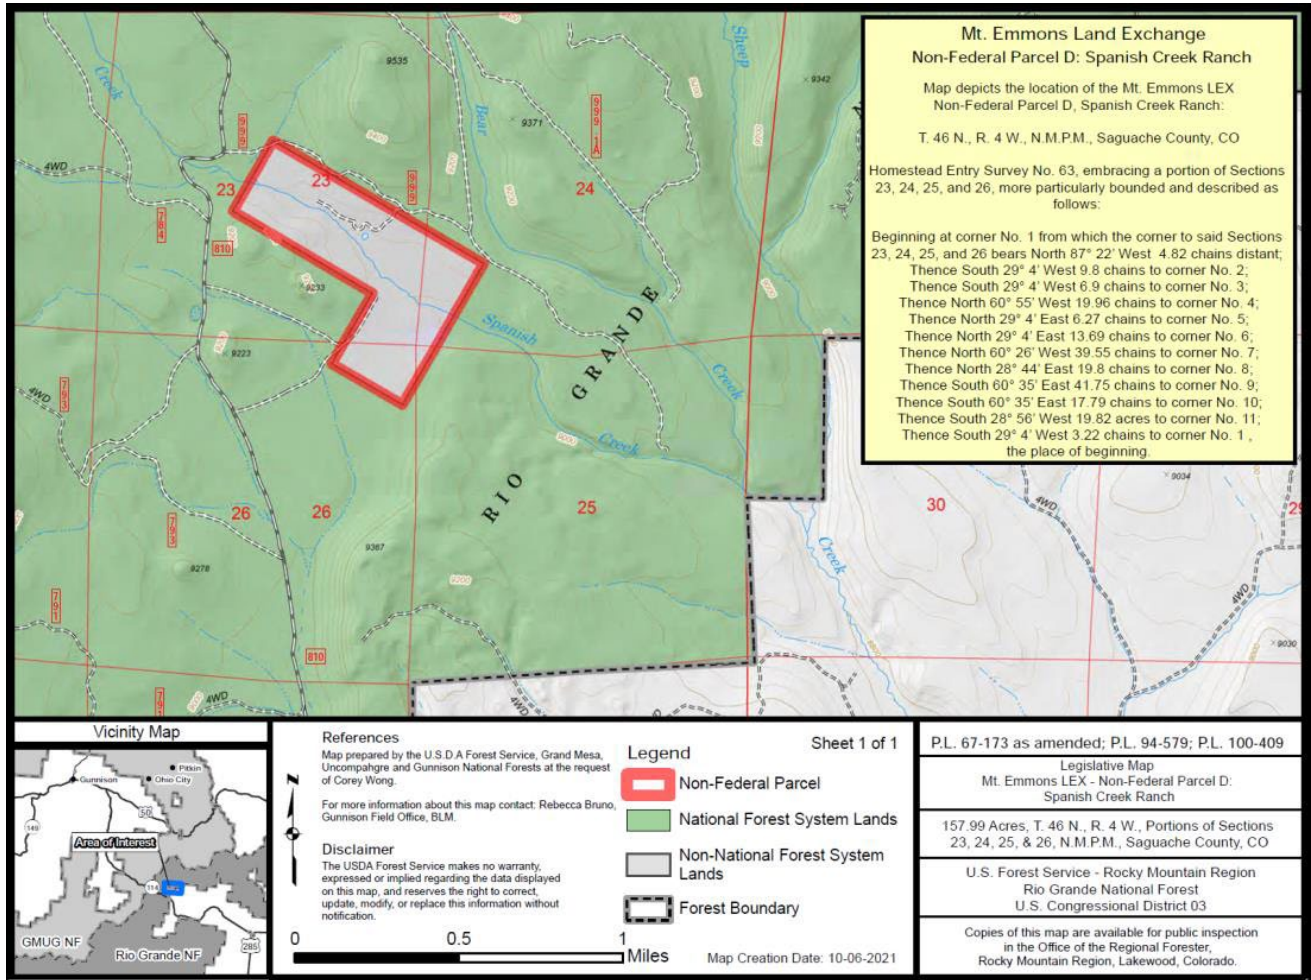 Mt. Emmons Land Exchange
Non-Federal Parcel D: Spanish Creek Ranch
Map depicts the location of the Mt. Emmons LEX
Non-Federal Parcel D, Spanish Creek Ranch:
T. 46 N., R. 4 W., N.M.P.M., Saguache County, CO
Homestead Entry Survey No. 63, embracing a portion of Sections
23, 24, 25, and 26, more particularly bounded and described as
follows:
Beginning at corner No. 1 from which the corner to said Sections
23, 24, 25, and 26 bears North 87° 22' West 4.82 chains distant;
Thence South 29° 4' West 9.8 chains to corner No. 2;
Thence South 29° 4' West 6.9 chains to corner No. 3;
Thence North 60° 55' West 19.96 chains to corner No. 4;
Thence North 29° 4' East 6.27 chains to corner No. 5;
Thence North 29° 4' East 13.69 chains to corner No. 6;
Thence North 60° 26' West 39.55 chains to corner No. 7;
Thence North 28° 44' East 19.8 chains to corner No. 8;
Thence South 60° 35' East 41.75 chains to corner No. 9;
Thence South 60° 35' East 17.79 chains to corner No. 10;
Thence South 28° 56' West 19.82 acres to corner No. 11;
Thence South 29° 4' West 3.22 chains to corner No. 1 ,
the place of beginning.
Creek
9535
Bear
Sheep
9342
9371
999 1A
999
9400
9200
4WD
23
23
999
24
784
810
9233
9223
Spanish
Creek
RIO GRANDE
793
4WD
9000
Creek
9034
4WD
26
26
25
30
29
793
9278
9367
9200
Creek
791
810
4WD
9030
4WD
4WD
Vicinity Map
Pitkin
Gunnison
Ohio City
50
149
Area of Interest
114
GMUG NF
Rio Grande NF
285
N
References
Map prepared by the U.S.D.A Forest Service, Grand Mesa,
Uncompahgre and Gunnison National Forests at the request
of Corey Wong.
For more information about this map contact: Rebecca Bruno,
Gunnison Field Office, BLM.
Disclaimer
The USDA Forest Service makes no warranty,
expressed or implied regarding the data displayed
on this map, and reserves the right to correct,
update, modify, or replace this information without
notification.
0 0.5 1
Miles
Sheet 1 of 1
Legend
Non-Federal Parcel
National Forest System Lands
Non-National Forest System
Lands
Forest Boundary
Map Creation Date: 10-06-2021
P.L. 67-173 as amended; P.L. 94-579; P.L. 100-409
Legislative Map
Mt. Emmons LEX - Non-Federal Parcel D:
Spanish Creek Ranch
157.99 Acres, T. 46 N., R. 4 W., Portions of Sections
23, 24, 25, & 26, N.M.P.M., Saguache County, CO
U.S. Forest Service - Rocky Mountain Region
Rio Grande National Forest
U.S. Congressional District 03
Copies of this map are available for public inspection
in the Office of the Regional Forester,
Rocky Mountain Region, Lakewood, Colorado.